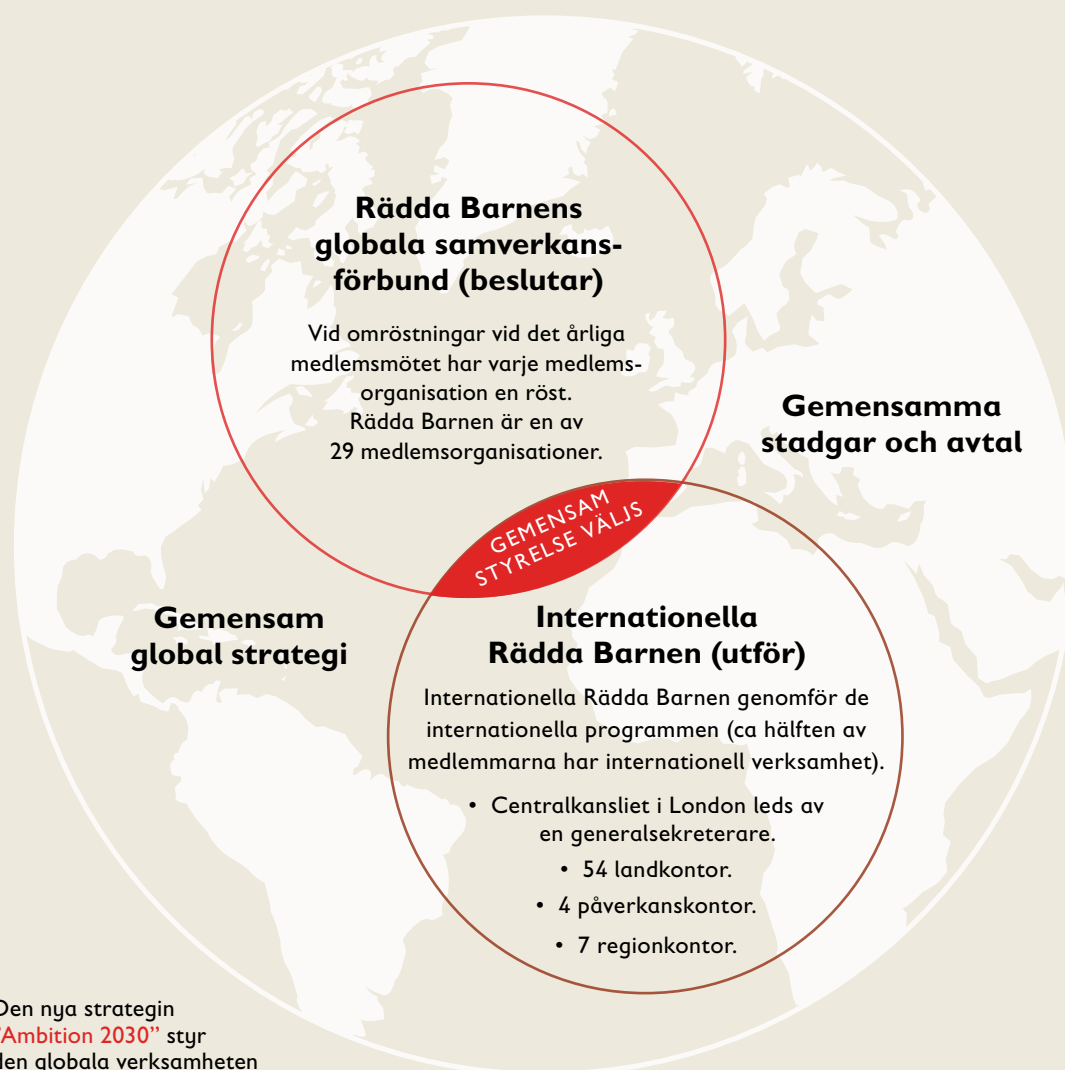 Rädda Barnens
globala samverkans-
förbund (beslutar)
Vid omröstningar vid det årliga
medlemsmötet har varje medlems-
organisation en röst.
Rädda Barnen är en av
29 medlemsorganisationer.
Gemensamma
stadgar och avtal
GEMENSAM
STYRELSE VÄLJS
Gemensam
global strategi
Internationella
Rädda Barnen (utför)
Internationella Rädda Barnen genomför de
internationella programmen (ca hälften av
medlemmarna har internationell verksamhet).
• Centralkansliet i London leds av
en generalsekreterare.
• 54 landkontor.
• 4 påverkanskontor.
• 7 regionkontor.
Den nya strategin
"Ambition 2030” styr
den globala verksamheten